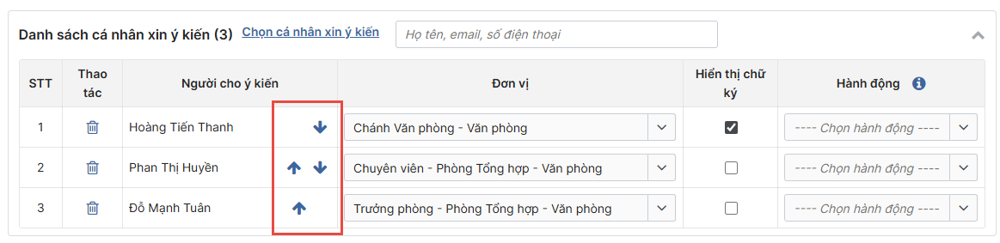 Danh sách cá nhân xin ý kiến (3) Chọn cá nhân xin ý kiến Họ tên, email, số điện thoại
STT Thao tác Người cho ý kiến Đơn vị Hiển thị chữ ký Hành động
1 Hoàng Tiến Thanh Chánh Văn phòng - Văn phòng ---- Chọn hành động ----
2 Phan Thị Huyền Chuyên viên - Phòng Tổng hợp - Văn phòng ---- Chọn hành động ----
3 Đỗ Mạnh Tuân Trưởng phòng - Phòng Tổng hợp - Văn phòng ---- Chọn hành động ----